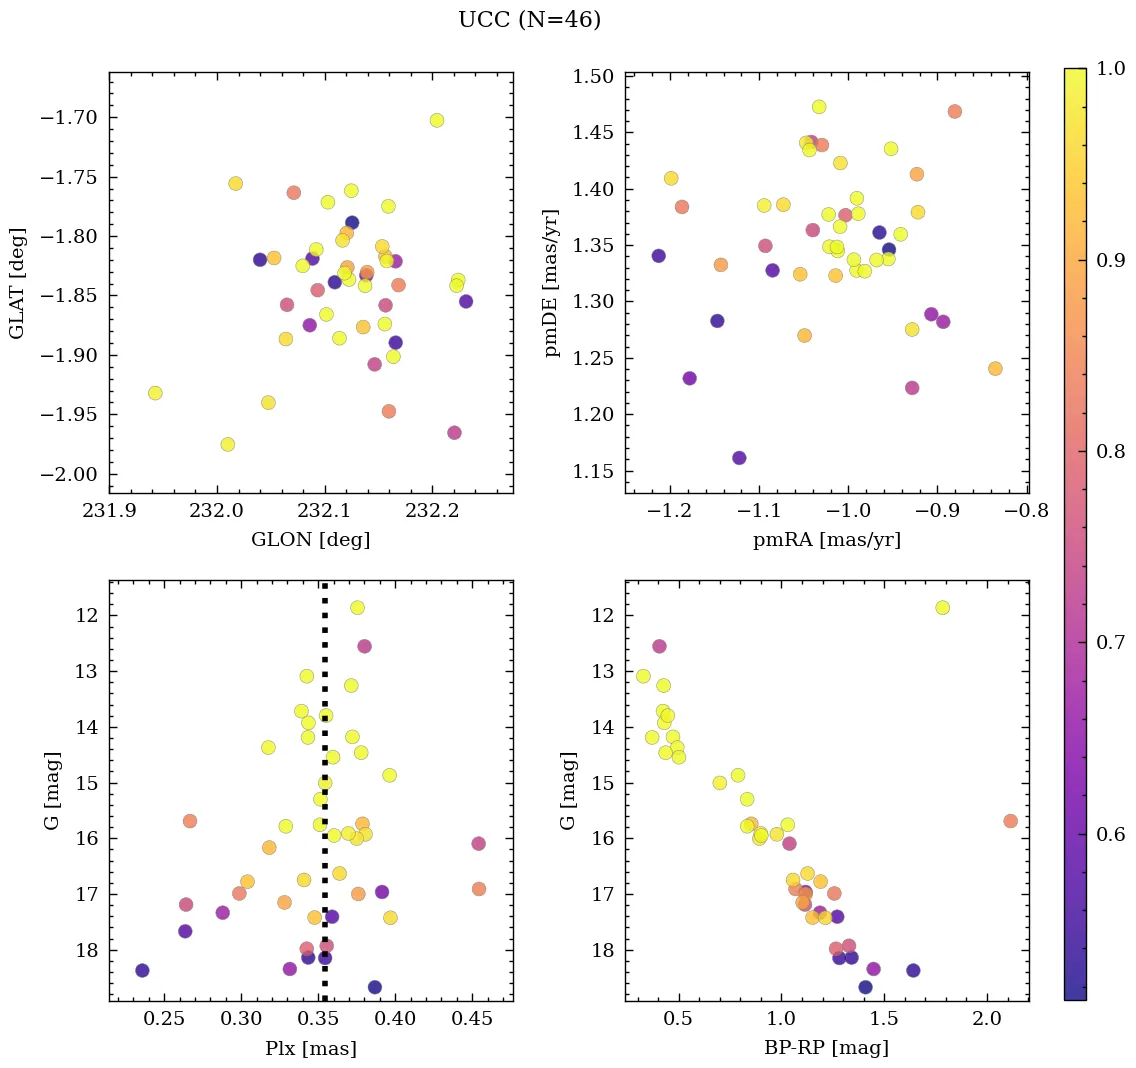 UCC (N=46)
−1.70
−1.75
−1.80
−1.85
−1.90
−1.95
−2.00
GLAT [deg]
231.9 232.0 232.1 232.2
GLON [deg]
1.50
1.45
1.40
1.35
1.30
1.25
1.20
1.15
pmDE [mas/yr]
−1.2 −1.1 −1.0 −0.9 −0.8
pmRA [mas/yr]
1.0
0.9
0.8
0.7
0.6
12
13
14
15
16
17
18
G [mag]
0.25 0.30 0.35 0.40 0.45
Plx [mas]
12
13
14
15
16
17
18
G [mag]
0.5 1.0 1.5 2.0
BP-RP [mag]